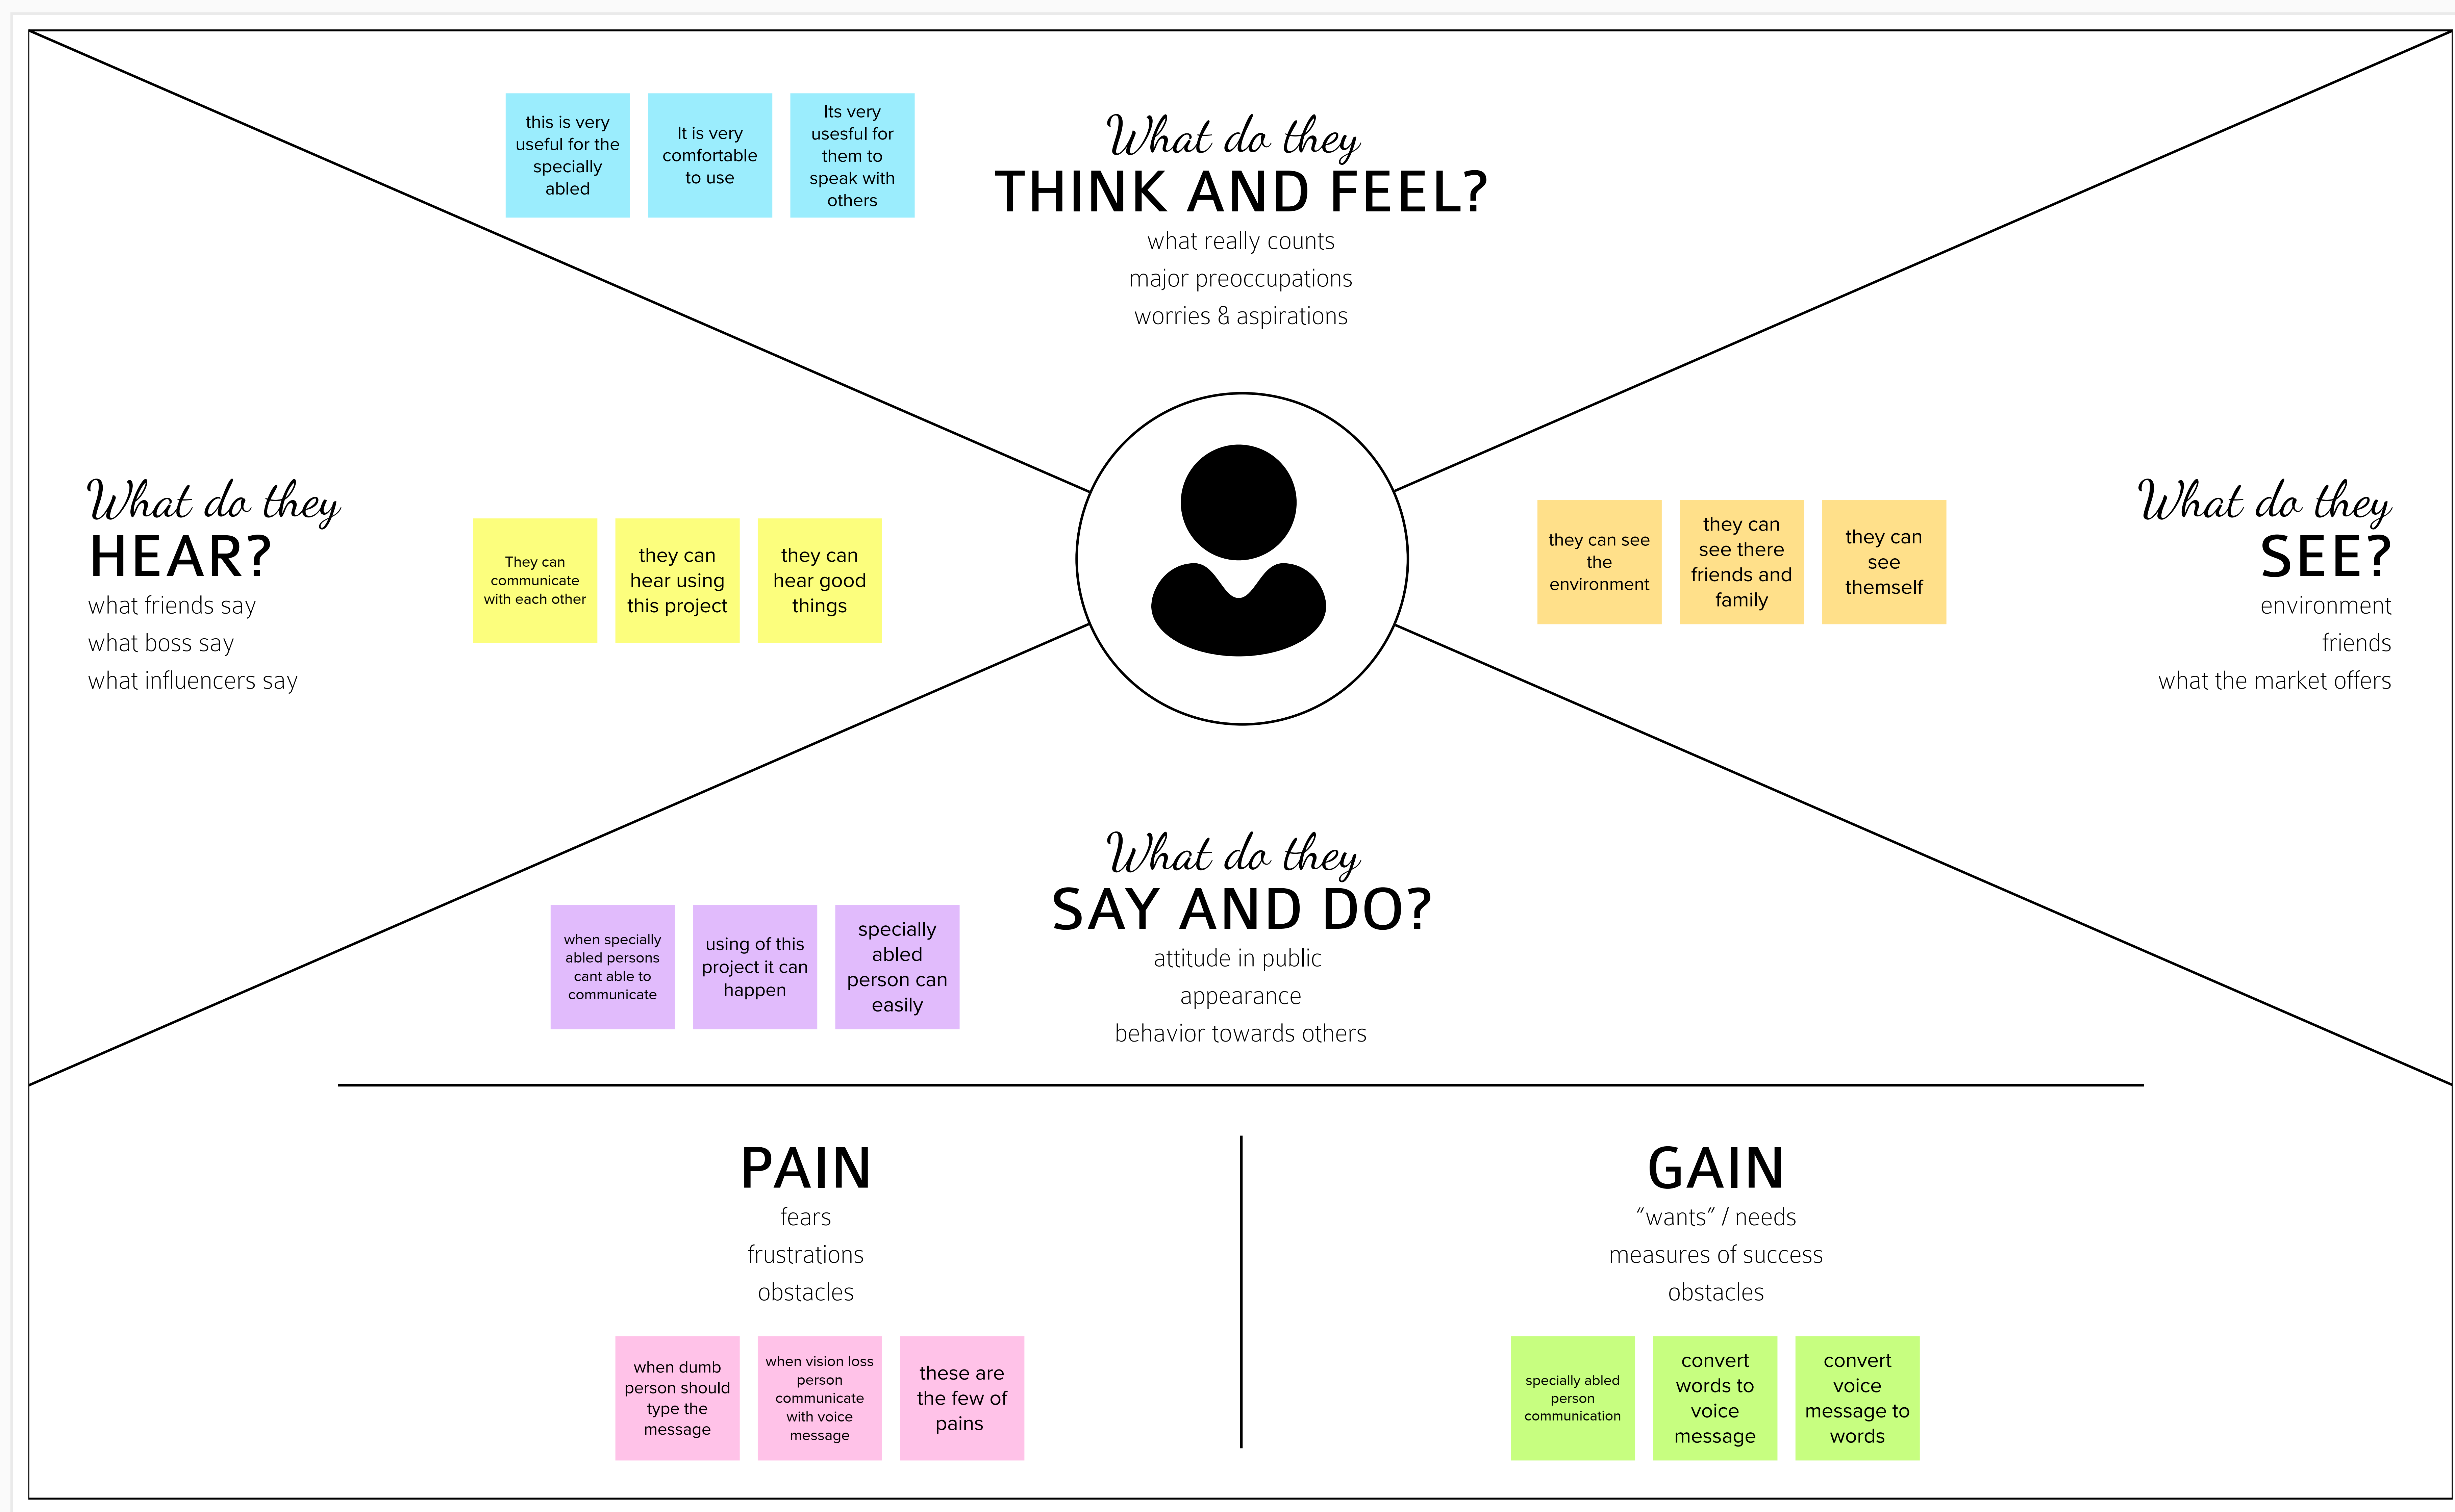 this is very
useful for the
specially
abled
It is very
comfortable
to use
Its very
usesful for
them to
speak with
others
What do they
THINK AND FEEL?
what really counts
major preoccupations
worries & aspirations
What do they
HEAR?
what friends say
what boss say
what influencers say
They can
communicate
with each other
they can
hear using
this project
they can
hear good
things
they can see
the
environment
they can
see there
friends and
family
they can
see
themself
What do they
SEE?
environment
friends
what the market offers
What do they
SAY AND DO?
attitude in public
appearance
behavior towards others
when specially
abled persons
cant able to
communicate
using of this
project it can
happen
specially
abled
person can
easily
PAIN
fears
frustrations
obstacles
when dumb
person should
type the
message
when vision loss
person
communicate
with voice
message
these are
the few of
pains
GAIN
“wants” / needs
measures of success
obstacles
specially abled
person
communication
convert
words to
voice
message
convert
voice
message to
words